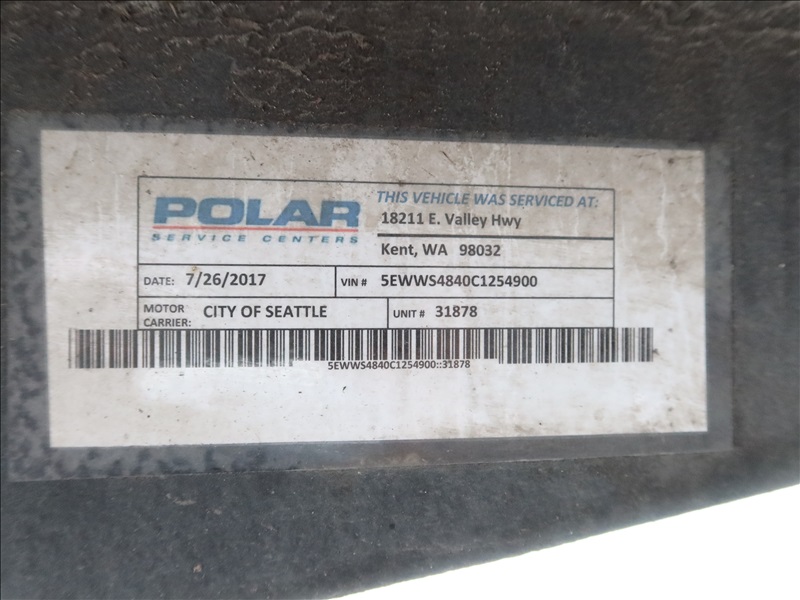 POLAR
SERVICE CENTERS
THIS VEHICLE WAS SERVICED AT:
18211 E. Valley Hwy
Kent, WA 98032
DATE: 7/26/2017 VIN # 5EWWS4840C1254900
MOTOR CARRIER: CITY OF SEATTLE UNIT # 31878
5EWWS4840C1254900::31878